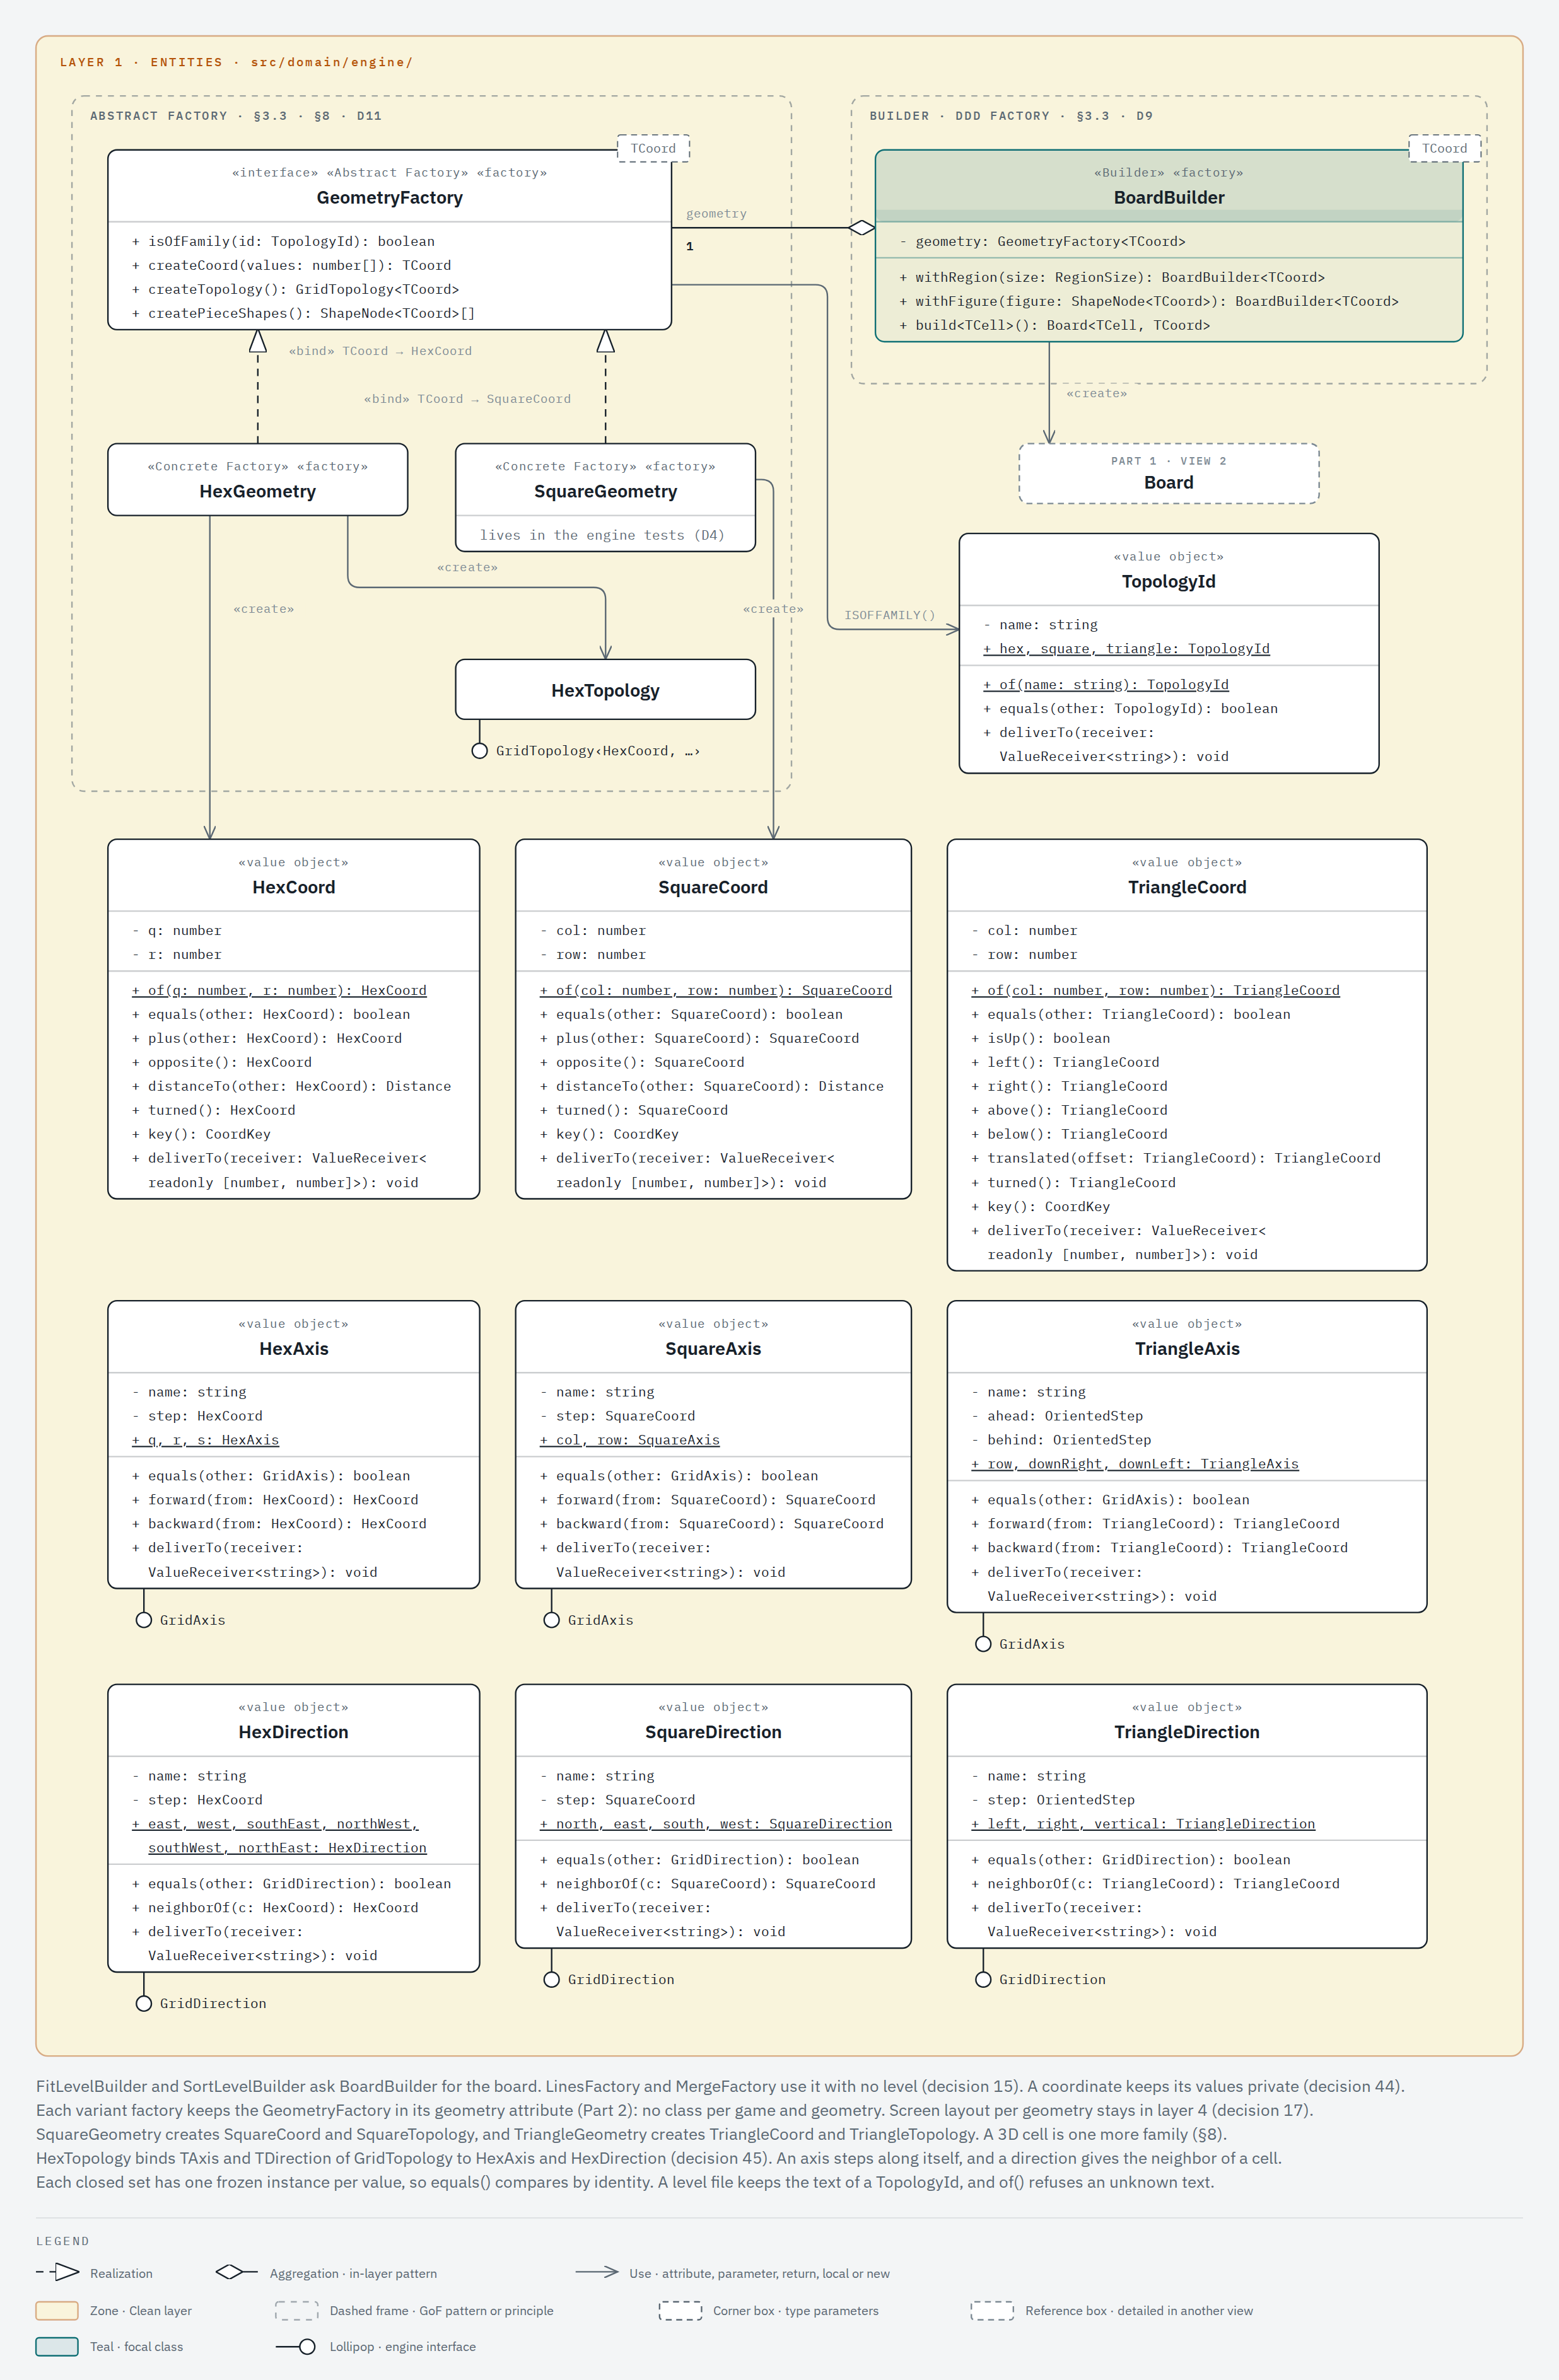 LAYER 1 · ENTITIES · src/domain/engine/
ABSTRACT FACTORY · §3.3 · §8 · D11
TCoord
«interface» «Abstract Factory» «factory»
GeometryFactory
+ isOfFamily(id: TopologyId): boolean
+ createCoord(values: number[]): TCoord
+ createTopology(): GridTopology<TCoord>
+ createPieceShapes(): ShapeNode<TCoord>[]
geometry
1
BUILDER · DDD FACTORY · §3.3 · D9
TCoord
«Builder» «factory»
BoardBuilder
- geometry: GeometryFactory<TCoord>
+ withRegion(size: RegionSize): BoardBuilder<TCoord>
+ withFigure(figure: ShapeNode<TCoord>): BoardBuilder<TCoord>
+ build<TCell>(): Board<TCell, TCoord>
«bind» TCoord → HexCoord
«bind» TCoord → SquareCoord
«create»
«Concrete Factory» «factory»
HexGeometry
«Concrete Factory» «factory»
SquareGeometry
lives in the engine tests (D4)
PART 1 · VIEW 2
Board
«create»
«create»
«create»
ISOFFAMILY()
HexTopology
GridTopology‹HexCoord, …›
«value object»
TopologyId
- name: string
+ hex, square, triangle: TopologyId
+ of(name: string): TopologyId
+ equals(other: TopologyId): boolean
+ deliverTo(receiver:
ValueReceiver<string>): void
«value object»
HexCoord
- q: number
- r: number
+ of(q: number, r: number): HexCoord
+ equals(other: HexCoord): boolean
+ plus(other: HexCoord): HexCoord
+ opposite(): HexCoord
+ distanceTo(other: HexCoord): Distance
+ turned(): HexCoord
+ key(): CoordKey
+ deliverTo(receiver: ValueReceiver<
readonly [number, number]>): void
«value object»
SquareCoord
- col: number
- row: number
+ of(col: number, row: number): SquareCoord
+ equals(other: SquareCoord): boolean
+ plus(other: SquareCoord): SquareCoord
+ opposite(): SquareCoord
+ distanceTo(other: SquareCoord): Distance
+ turned(): SquareCoord
+ key(): CoordKey
+ deliverTo(receiver: ValueReceiver<
readonly [number, number]>): void
«value object»
TriangleCoord
- col: number
- row: number
+ of(col: number, row: number): TriangleCoord
+ equals(other: TriangleCoord): boolean
+ isUp(): boolean
+ left(): TriangleCoord
+ right(): TriangleCoord
+ above(): TriangleCoord
+ below(): TriangleCoord
+ translated(offset: TriangleCoord): TriangleCoord
+ turned(): TriangleCoord
+ key(): CoordKey
+ deliverTo(receiver: ValueReceiver<
readonly [number, number]>): void
«value object»
HexAxis
- name: string
- step: HexCoord
+ q, r, s: HexAxis
+ equals(other: GridAxis): boolean
+ forward(from: HexCoord): HexCoord
+ backward(from: HexCoord): HexCoord
+ deliverTo(receiver:
ValueReceiver<string>): void
GridAxis
«value object»
SquareAxis
- name: string
- step: SquareCoord
+ col, row: SquareAxis
+ equals(other: GridAxis): boolean
+ forward(from: SquareCoord): SquareCoord
+ backward(from: SquareCoord): SquareCoord
+ deliverTo(receiver:
ValueReceiver<string>): void
GridAxis
«value object»
TriangleAxis
- name: string
- ahead: OrientedStep
- behind: OrientedStep
+ row, downRight, downLeft: TriangleAxis
+ equals(other: GridAxis): boolean
+ forward(from: TriangleCoord): TriangleCoord
+ backward(from: TriangleCoord): TriangleCoord
+ deliverTo(receiver:
ValueReceiver<string>): void
GridAxis
«value object»
HexDirection
- name: string
- step: HexCoord
+ east, west, southEast, northWest,
southWest, northEast: HexDirection
+ equals(other: GridDirection): boolean
+ neighborOf(c: HexCoord): HexCoord
+ deliverTo(receiver:
ValueReceiver<string>): void
GridDirection
«value object»
SquareDirection
- name: string
- step: SquareCoord
+ north, east, south, west: SquareDirection
+ equals(other: GridDirection): boolean
+ neighborOf(c: SquareCoord): SquareCoord
+ deliverTo(receiver:
ValueReceiver<string>): void
GridDirection
«value object»
TriangleDirection
- name: string
- step: OrientedStep
+ left, right, vertical: TriangleDirection
+ equals(other: GridDirection): boolean
+ neighborOf(c: TriangleCoord): TriangleCoord
+ deliverTo(receiver:
ValueReceiver<string>): void
GridDirection
FitLevelBuilder and SortLevelBuilder ask BoardBuilder for the board. LinesFactory and MergeFactory use it with no level (decision 15). A coordinate keeps its values private (decision 44).
Each variant factory keeps the GeometryFactory in its geometry attribute (Part 2): no class per game and geometry. Screen layout per geometry stays in layer 4 (decision 17).
SquareGeometry creates SquareCoord and SquareTopology, and TriangleGeometry creates TriangleCoord and TriangleTopology. A 3D cell is one more family (§8).
HexTopology binds TAxis and TDirection of GridTopology to HexAxis and HexDirection (decision 45). An axis steps along itself, and a direction gives the neighbor of a cell.
Each closed set has one frozen instance per value, so equals() compares by identity. A level file keeps the text of a TopologyId, and of() refuses an unknown text.
LEGEND
Realization
Aggregation · in-layer pattern
Use · attribute, parameter, return, local or new
Zone · Clean layer
Dashed frame · GoF pattern or principle
Corner box · type parameters
Reference box · detailed in another view
Teal · focal class
Lollipop · engine interface